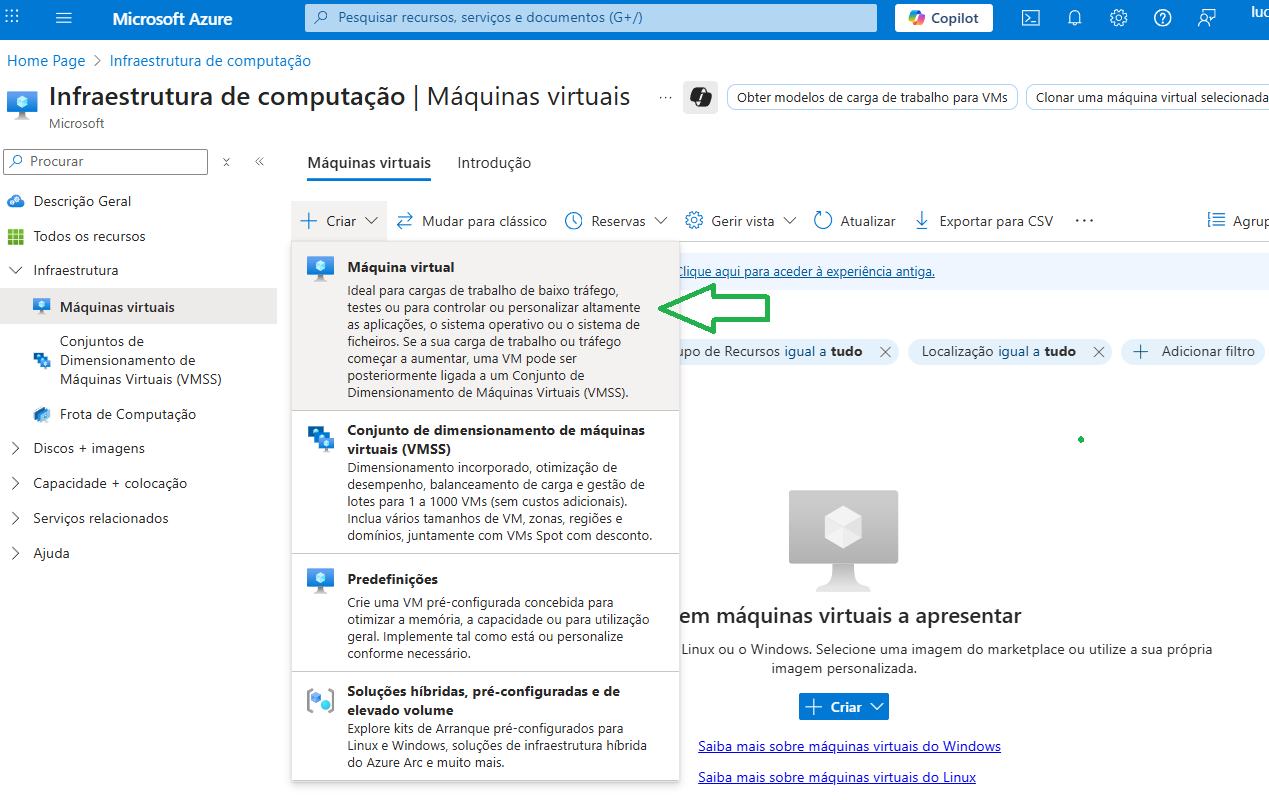 Microsoft Azure
Pesquisar recursos, serviços e documentos (G+/)
Copilot
Home Page > Infraestrutura de computação
Infraestrutura de computação | Máquinas virtuais
Microsoft
Obter modelos de carga de trabalho para VMs
Clonar uma máquina virtual selecionada
Procurar
Descrição Geral
Todos os recursos
Infraestrutura
Máquinas virtuais
Conjuntos de
Dimensionamento de
Máquinas Virtuais (VMSS)
Frota de Computação
Discos + imagens
Capacidade + colocação
Serviços relacionados
Ajuda
Máquinas virtuais
Introdução
Criar
Mudar para clássico
Reservas
Gerir vista
Atualizar
Exportar para CSV
Máquina virtual
Ideal para cargas de trabalho de baixo tráfego,
testes ou para controlar ou personalizar altamente
as aplicações, o sistema operativo ou o sistema de
ficheiros. Se a sua carga de trabalho ou tráfego
começar a aumentar, uma VM pode ser
posteriormente ligada a um Conjunto de
Dimensionamento de Máquinas Virtuais (VMSS).
Conjunto de dimensionamento de máquinas
virtuais (VMSS)
Dimensionamento incorporado, otimização de
desempenho, balanceamento de carga e gestão de
lotes para 1 a 1000 VMs (sem custos adicionais).
Inclua vários tamanhos de VM, zonas, regiões e
domínios, juntamente com VMs Spot com desconto.
Predefinições
Crie uma VM pré-configurada concebida para
otimizar a memória, a capacidade ou para utilização
geral. Implemente tal como está ou personalize
conforme necessário.
Soluções híbridas, pré-configuradas e de
elevado volume
Explore kits de Arranque pré-configurados para
Linux e Windows, soluções de infraestrutura híbrida
do Azure Arc e muito mais.
Clique aqui para aceder à experiência antiga.
upo de Recursos igual a tudo
Localização igual a tudo
Adicionar filtro
em máquinas virtuais a apresentar
Linux ou o Windows. Selecione uma imagem do marketplace ou utilize a sua própria
imagem personalizada.
Criar
Saiba mais sobre máquinas virtuais do Windows
Saiba mais sobre máquinas virtuais do Linux